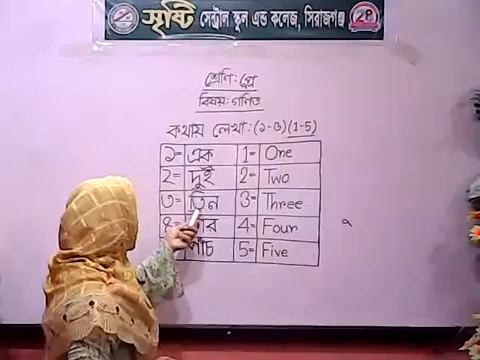 সৃষ্টি সেন্ট্রাল স্কুল এন্ড কলেজ, সিরাজগঞ্জ
শ্রেণি: প্লে
বিষয়: গণিত
কথায় লেখা: (১-৫) (1-5)
১= এক 1= One
২= দুই 2= Two
৩= তিন 3= Three
৪= চার 4= Four
পাঁচ 5= Five